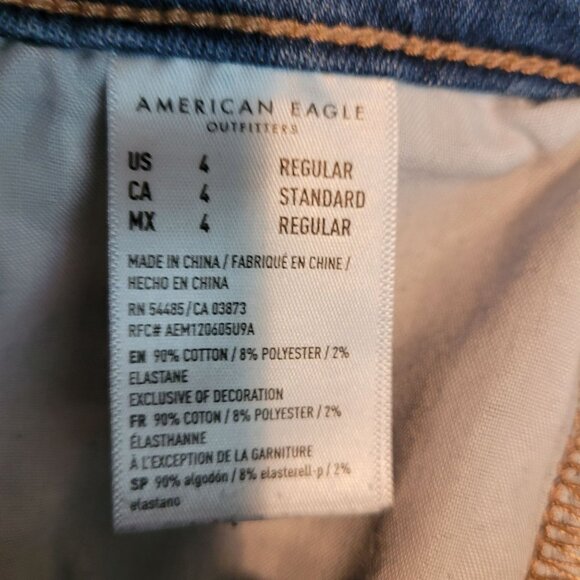 AMERICAN EAGLE
OUTFITTERS
US 4 REGULAR
CA 4 STANDARD
MX 4 REGULAR
MADE IN CHINA / FABRIQUÉ EN CHINE /
HECHO EN CHINA
RN 54485 / CA 03873
RFC# AEM120605U9A
EN 90% COTTON / 8% POLYESTER / 2%
ELASTANE
EXCLUSIVE OF DECORATION
FR 90% COTON / 8% POLYESTER / 2%
ÉLASTHANNE
À L'EXCEPTION DE LA GARNITURE
SP 90% algodón / 8% elasterell-p / 2%
elastano